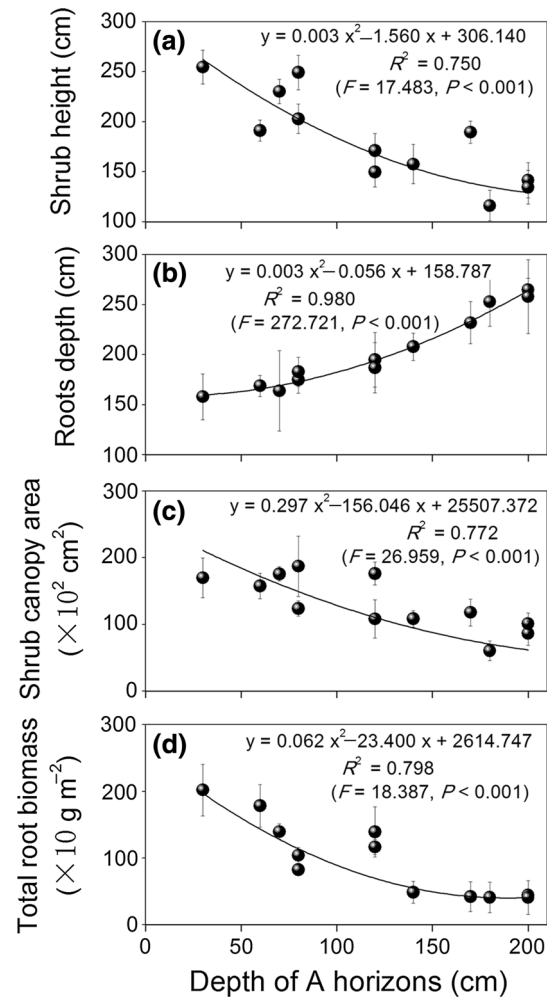 300
(a)
y = 0.003 x²−1.560 x + 306.140
R² = 0.750
(F = 17.483, P < 0.001)
250
200
150
100
Shrub height (cm)
300
(b)
y = 0.003 x²−0.056 x + 158.787
R² = 0.980
(F = 272.721, P < 0.001)
250
200
150
100
Roots depth (cm)
300
(c)
y = 0.297 x²−156.046 x + 25507.372
R² = 0.772
(F = 26.959, P < 0.001)
200
100
0
Shrub canopy area
(×10² cm²)
300
(d)
y = 0.062 x²−23.400 x + 2614.747
R² = 0.798
(F = 18.387, P < 0.001)
200
100
0
Total root biomass
(×10 g m⁻²)
0 50 100 150 200
Depth of A horizons (cm)